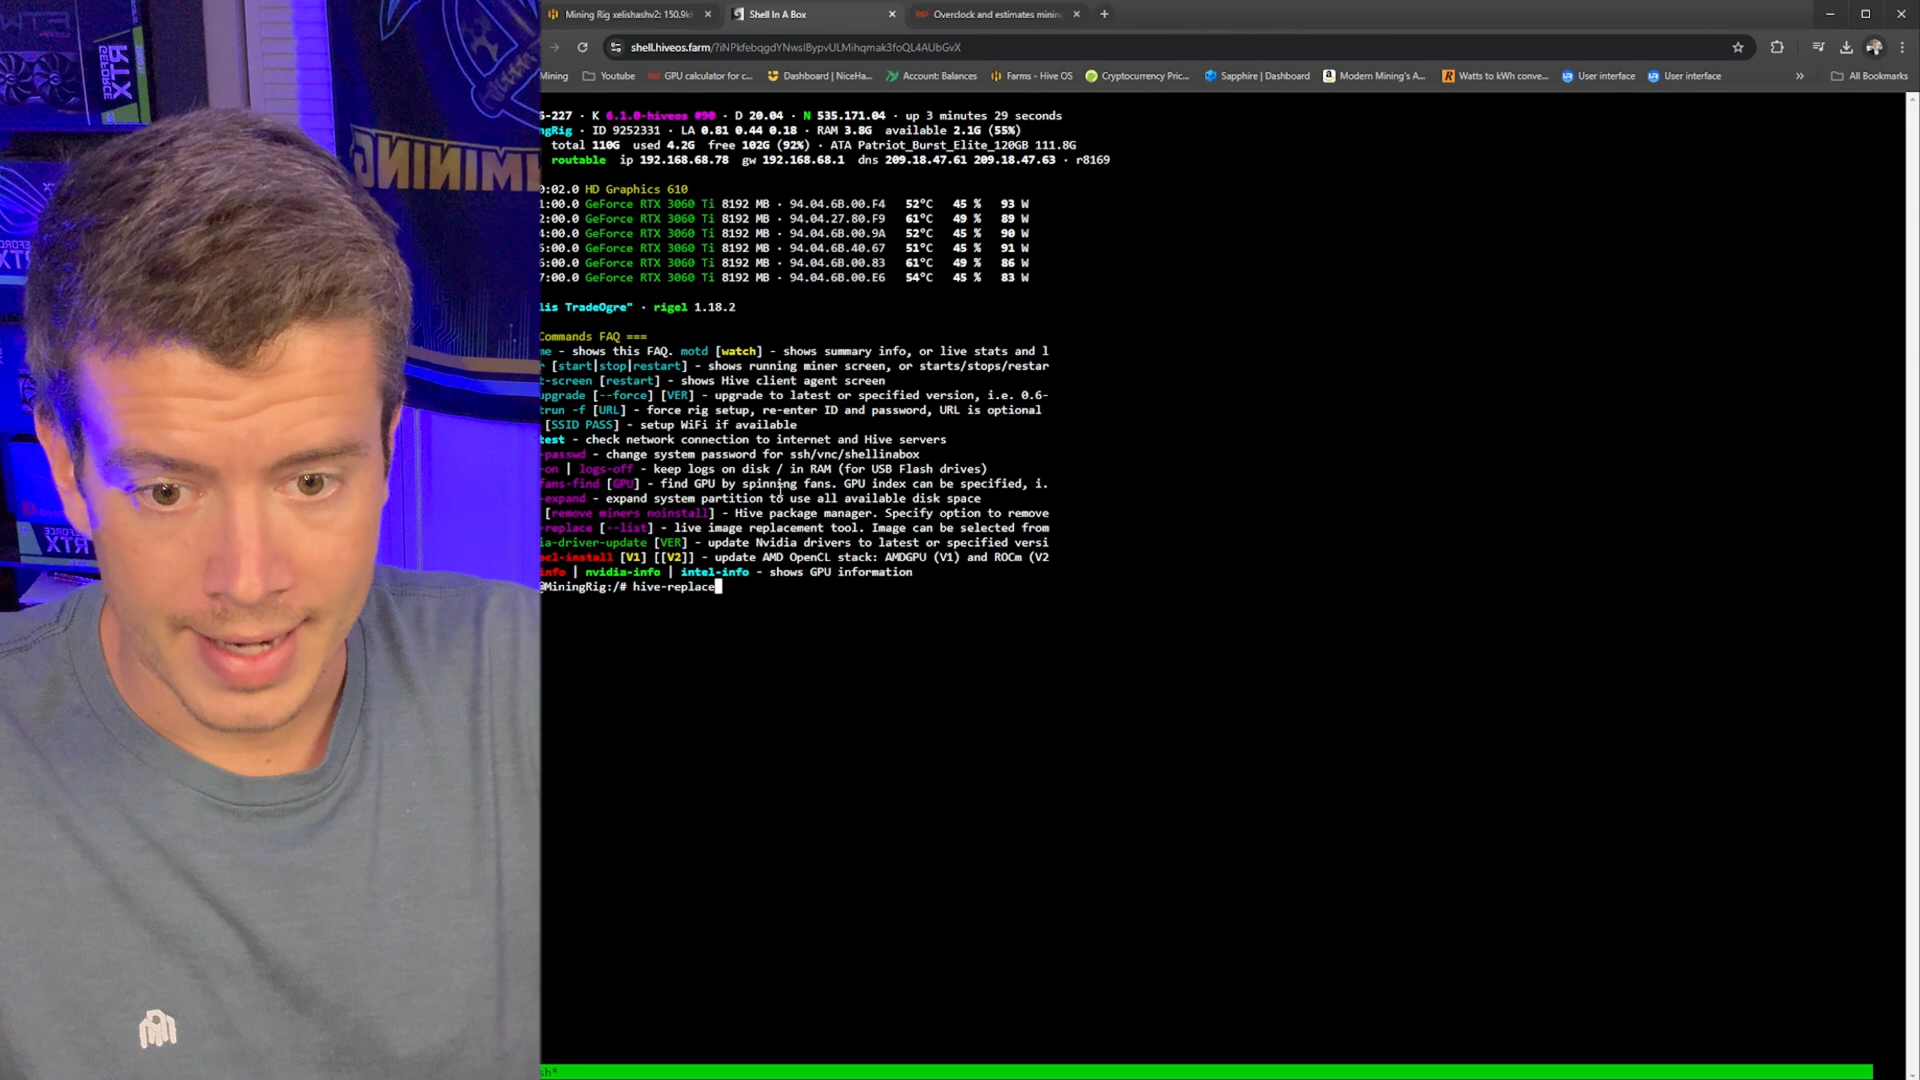 Mining Rig xelishashv2: 150.9kH
Shell In A Box
Overclock and estimates mining
shell.hiveos.farm/?iNPkfebqgdYNwslBypvULMihqmak3foQL4AUbGvX
Mining
Youtube
GPU calculator for c...
Dashboard | NiceHa...
Account: Balances
Farms - Hive OS
Cryptocurrency Pric...
Sapphire | Dashboard
Modern Mining's A...
Watts to kWh conve...
User interface
User interface
All Bookmarks
6-227 · K 6.1.0-hiveos #90 · D 20.04 · N 535.171.04 · up 3 minutes 29 seconds
ngRig · ID 9252331 · LA 0.81 0.44 0.18 · RAM 3.8G available 2.1G (55%)
total 110G used 4.2G free 102G (92%) · ATA Patriot_Burst_Elite_120GB 111.8G
routable ip 192.168.68.78 gw 192.168.68.1 dns 209.18.47.61 209.18.47.63 · r8169
0:02.0 HD Graphics 610
1:00.0 GeForce RTX 3060 Ti 8192 MB · 94.04.6B.00.F4 52°C 45 % 93 W
2:00.0 GeForce RTX 3060 Ti 8192 MB · 94.04.27.80.F9 61°C 49 % 89 W
4:00.0 GeForce RTX 3060 Ti 8192 MB · 94.04.6B.00.9A 52°C 45 % 90 W
5:00.0 GeForce RTX 3060 Ti 8192 MB · 94.04.6B.40.67 51°C 45 % 91 W
6:00.0 GeForce RTX 3060 Ti 8192 MB · 94.04.6B.00.83 61°C 49 % 86 W
7:00.0 GeForce RTX 3060 Ti 8192 MB · 94.04.6B.00.E6 54°C 45 % 83 W
lis TradeOgre" · rigel 1.18.2
Commands FAQ ===
me - shows this FAQ. motd [watch] - shows summary info, or live stats and l
r [start|stop|restart] - shows running miner screen, or starts/stops/restar
t-screen [restart] - shows Hive client agent screen
upgrade [--force] [VER] - upgrade to latest or specified version, i.e. 0.6-
trun -f [URL] - force rig setup, re-enter ID and password, URL is optional
[SSID PASS] - setup WiFi if available
test - check network connection to internet and Hive servers
-passwd - change system password for ssh/vnc/shellinabox
-on | logs-off - keep logs on disk / in RAM (for USB Flash drives)
fans-find [GPU] - find GPU by spinning fans. GPU index can be specified, i.
-expand - expand system partition to use all available disk space
[remove miners noinstall] - Hive package manager. Specify option to remove
-replace [--list] - live image replacement tool. Image can be selected from
ia-driver-update [VER] - update Nvidia drivers to latest or specified versi
ocl-install [V1] [[V2]] - update AMD OpenCL stack: AMDGPU (V1) and ROCm (V2
info | nvidia-info | intel-info - shows GPU information
@MiningRig:/# hive-replace
sh*
RTX
GEFORCE
RTX
MINING
GEFORCE
RTX